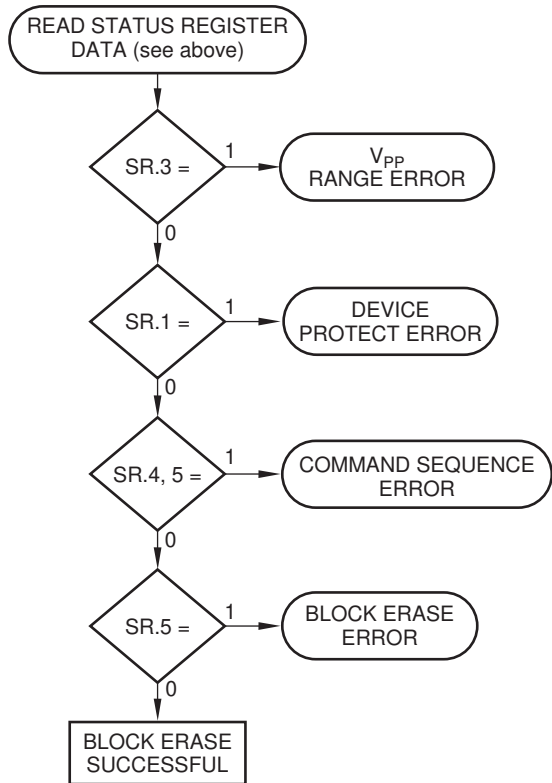 READ STATUS REGISTER
DATA (see above)
SR.3 =
1
V_PP
RANGE ERROR
0
SR.1 =
1
DEVICE
PROTECT ERROR
0
SR.4, 5 =
1
COMMAND SEQUENCE
ERROR
0
SR.5 =
1
BLOCK ERASE
ERROR
0
BLOCK ERASE
SUCCESSFUL